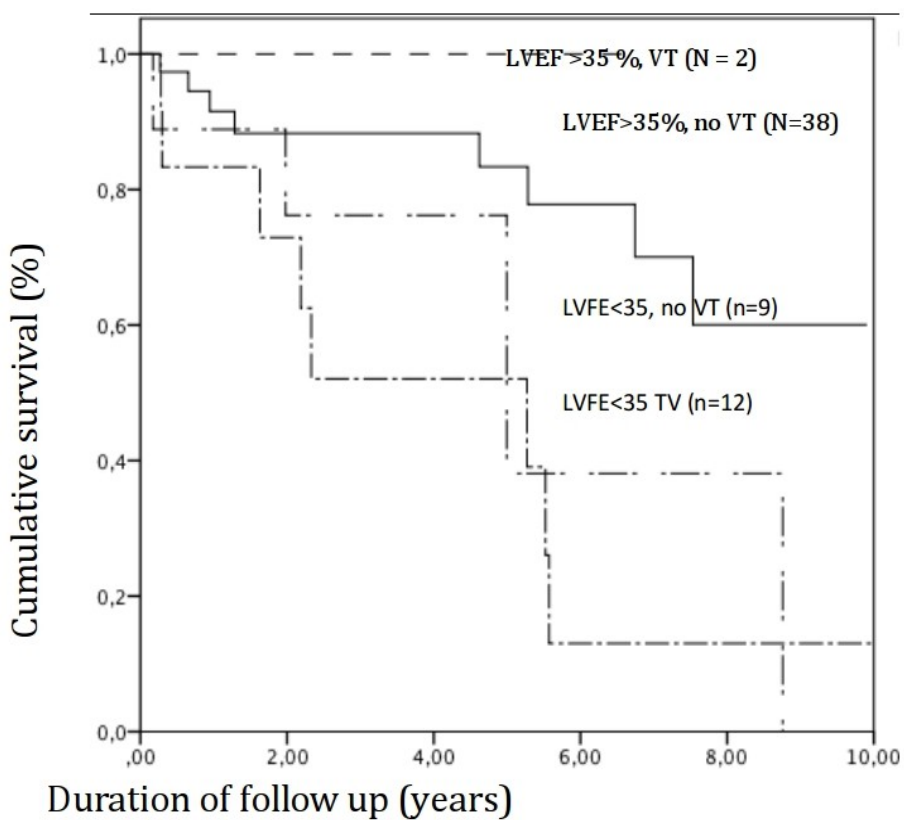 Cumulative survival (%)
1,0
0,8
0,6
0,4
0,2
0,0
LVEF >35 %, VT (N = 2)
LVEF>35%, no VT (N=38)
LVFE<35, no VT (n=9)
LVFE<35 TV (n=12)
,00 2,00 4,00 6,00 8,00 10,00
Duration of follow up (years)